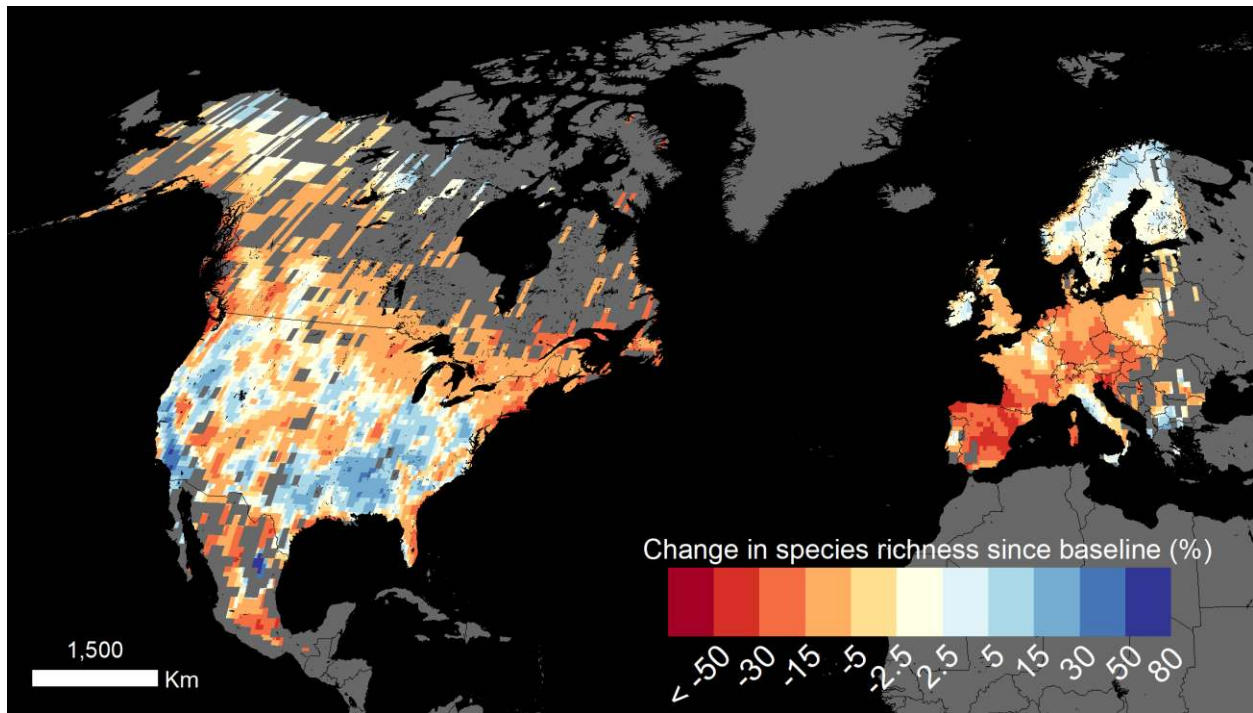 Change in species richness since baseline (%)
< -50 -30 -15 -5 -2.5 2.5 5 15 30 50 80
1,500
Km